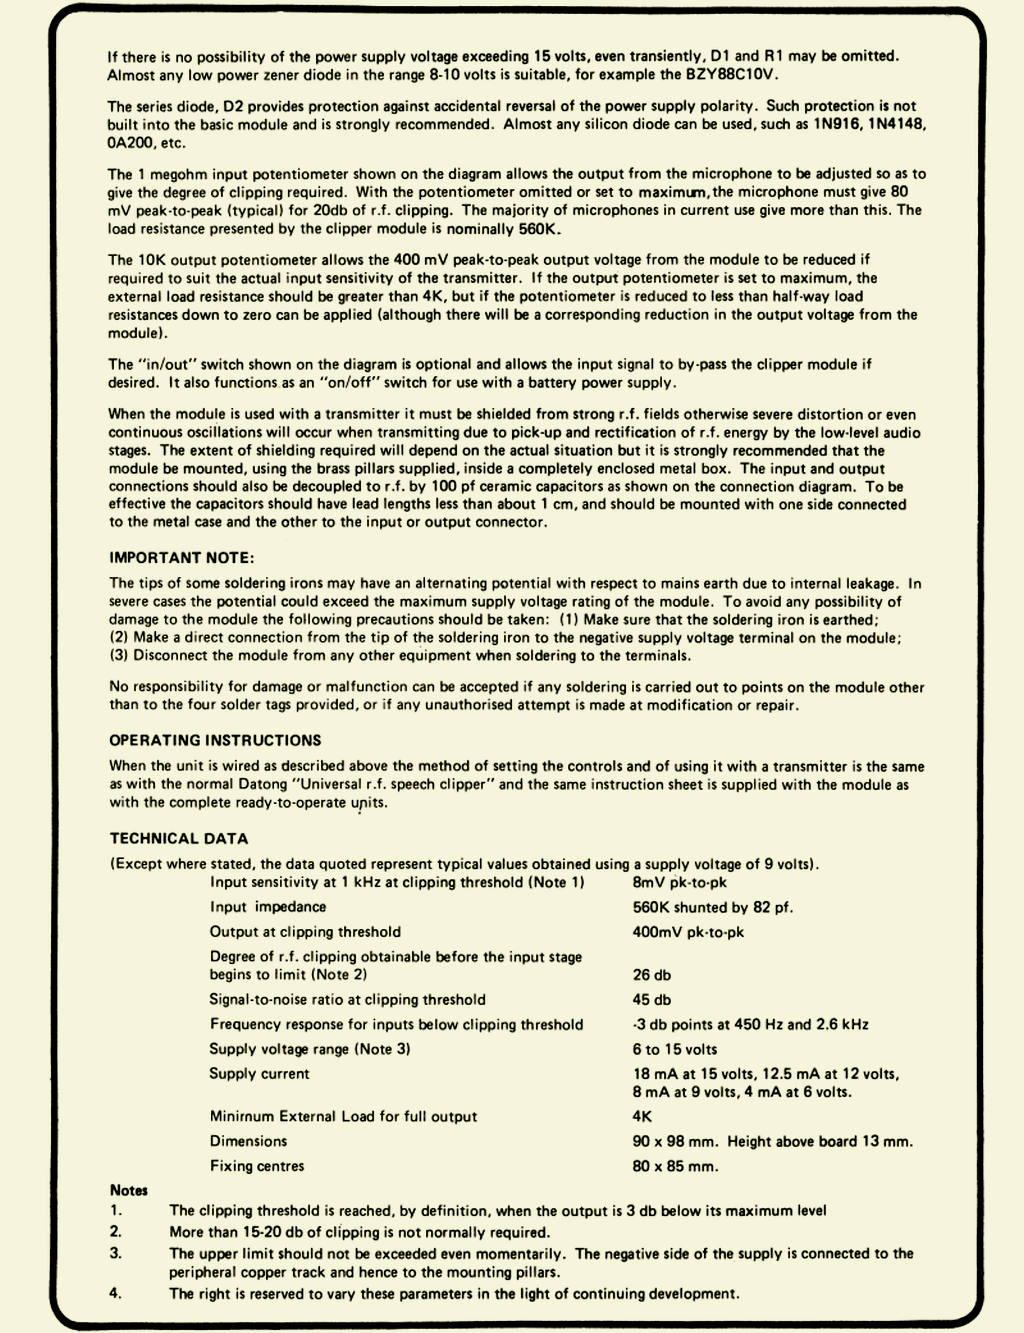 If there is no possibility of the power supply voltage exceeding 15 volts, even transiently, D1 and R1 may be omitted.
Almost any low power zener diode in the range 8-10 volts is suitable, for example the BZY88C10V.
The series diode, D2 provides protection against accidental reversal of the power supply polarity. Such protection is not
built into the basic module and is strongly recommended. Almost any silicon diode can be used, such as 1N916, 1N4148,
0A200, etc.
The 1 megohm input potentiometer shown on the diagram allows the output from the microphone to be adjusted so as to
give the degree of clipping required. With the potentiometer omitted or set to maximum, the microphone must give 80
mV peak-to-peak (typical) for 20db of r.f. clipping. The majority of microphones in current use give more than this. The
load resistance presented by the clipper module is nominally 560K.
The 10K output potentiometer allows the 400 mV peak-to-peak output voltage from the module to be reduced if
required to suit the actual input sensitivity of the transmitter. If the output potentiometer is set to maximum, the
external load resistance should be greater than 4K, but if the potentiometer is reduced to less than half-way load
resistances down to zero can be applied (although there will be a corresponding reduction in the output voltage from the
module).
The "in/out" switch shown on the diagram is optional and allows the input signal to by-pass the clipper module if
desired. It also functions as an "on/off" switch for use with a battery power supply.
When the module is used with a transmitter it must be shielded from strong r.f. fields otherwise severe distortion or even
continuous oscillations will occur when transmitting due to pick-up and rectification of r.f. energy by the low-level audio
stages. The extent of shielding required will depend on the actual situation but it is strongly recommended that the
module be mounted, using the brass pillars supplied, inside a completely enclosed metal box. The input and output
connections should also be decoupled to r.f. by 100 pf ceramic capacitors as shown on the connection diagram. To be
effective the capacitors should have lead lengths less than about 1 cm, and should be mounted with one side connected
to the metal case and the other to the input or output connector.
IMPORTANT NOTE:
The tips of some soldering irons may have an alternating potential with respect to mains earth due to internal leakage. In
severe cases the potential could exceed the maximum supply voltage rating of the module. To avoid any possibility of
damage to the module the following precautions should be taken: (1) Make sure that the soldering iron is earthed;
(2) Make a direct connection from the tip of the soldering iron to the negative supply voltage terminal on the module;
(3) Disconnect the module from any other equipment when soldering to the terminals.
No responsibility for damage or malfunction can be accepted if any soldering is carried out to points on the module other
than to the four solder tags provided, or if any unauthorised attempt is made at modification or repair.
OPERATING INSTRUCTIONS
When the unit is wired as described above the method of setting the controls and of using it with a transmitter is the same
as with the normal Datong "Universal r.f. speech clipper" and the same instruction sheet is supplied with the module as
with the complete ready-to-operate units.
TECHNICAL DATA
(Except where stated, the data quoted represent typical values obtained using a supply voltage of 9 volts).
Input sensitivity at 1 kHz at clipping threshold (Note 1) 8mV pk-to-pk
Input impedance 560K shunted by 82 pf.
Output at clipping threshold 400mV pk-to-pk
Degree of r.f. clipping obtainable before the input stage
begins to limit (Note 2) 26 db
Signal-to-noise ratio at clipping threshold 45 db
Frequency response for inputs below clipping threshold -3 db points at 450 Hz and 2.6 kHz
Supply voltage range (Note 3) 6 to 15 volts
Supply current 18 mA at 15 volts, 12.5 mA at 12 volts,
8 mA at 9 volts, 4 mA at 6 volts.
Minimum External Load for full output 4K
Dimensions 90 x 98 mm. Height above board 13 mm.
Fixing centres 80 x 85 mm.
Notes
1. The clipping threshold is reached, by definition, when the output is 3 db below its maximum level
2. More than 15-20 db of clipping is not normally required.
3. The upper limit should not be exceeded even momentarily. The negative side of the supply is connected to the
peripheral copper track and hence to the mounting pillars.
4. The right is reserved to vary these parameters in the light of continuing development.